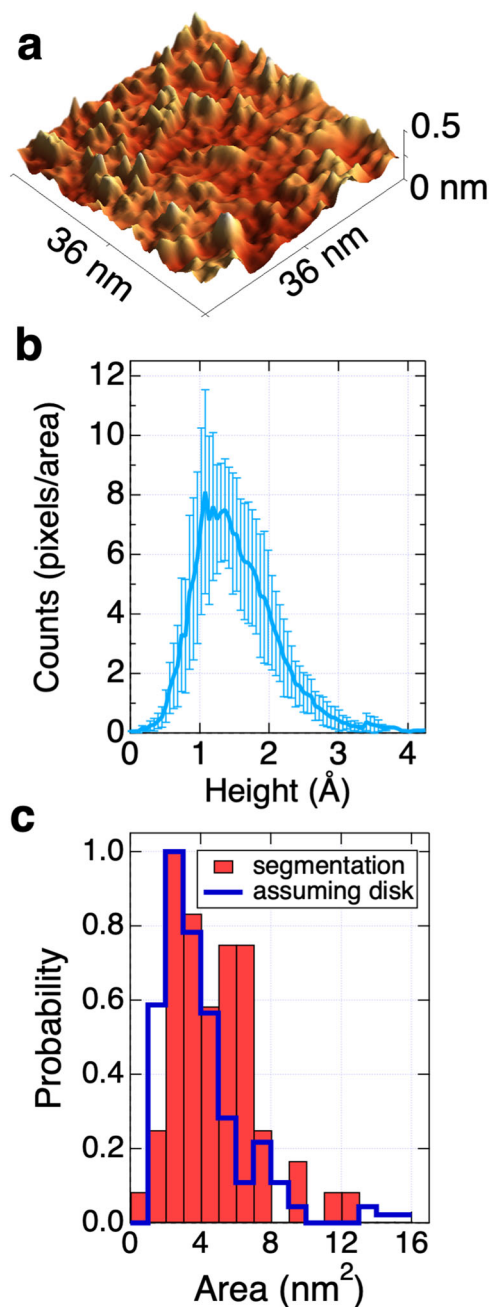 a
0.5
0 nm
36 nm
36 nm
b
Counts (pixels/area)
12
10
8
6
4
2
0
0 1 2 3 4
Height (Å)
c
segmentation
assuming disk
Probability
1.0
0.8
0.6
0.4
0.2
0.0
0 4 8 12 16
Area (nm²)